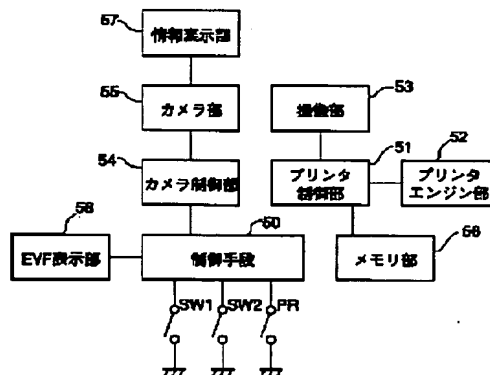 57
情報表示部
55
カメラ部
53
撮像部
54
カメラ制御部
51
プリンタ
制御部
52
プリンタ
エンジン部
58
EVF表示部
50
制御手段
56
メモリ部
SW1
SW2
PR